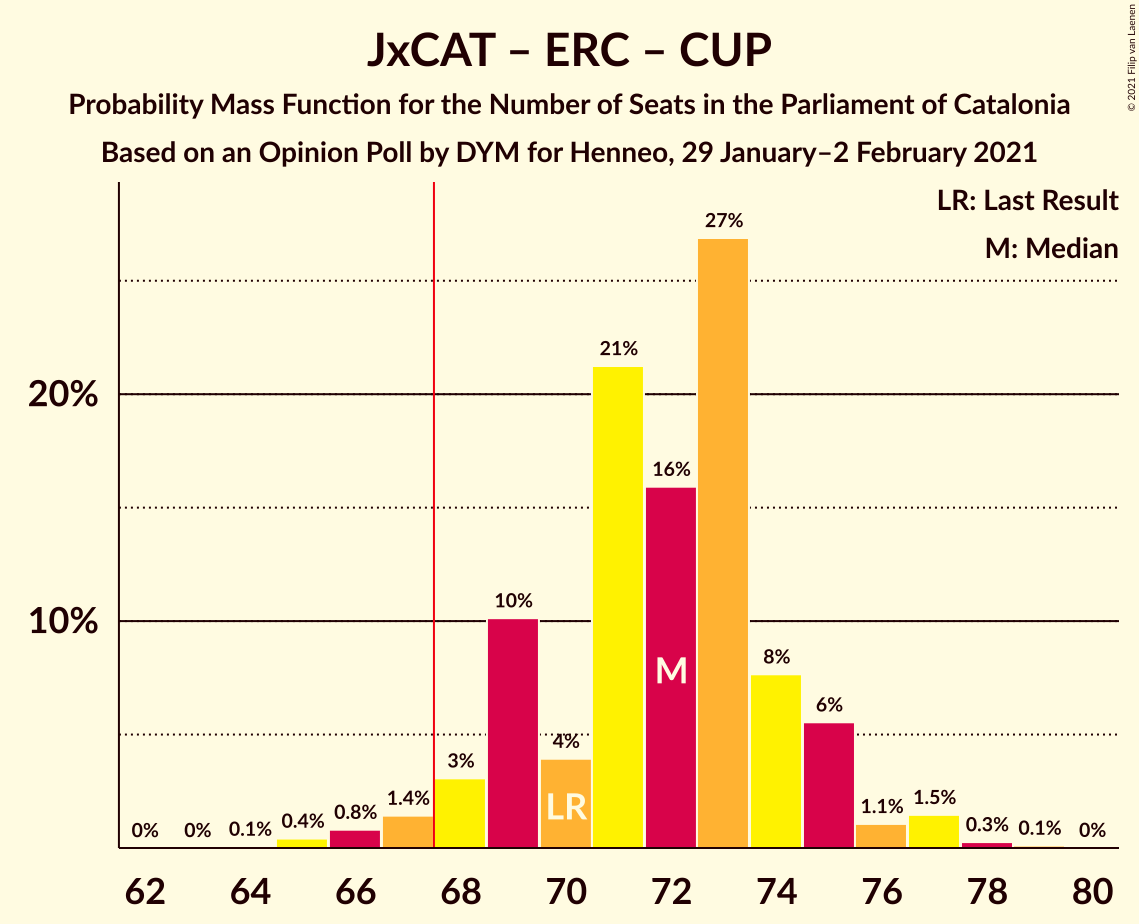 JxCAT – ERC – CUP
Probability Mass Function for the Number of Seats in the Parliament of Catalonia
Based on an Opinion Poll by DYM for Henneo, 29 January–2 February 2021
© 2021 Filip van Laenen
LR: Last Result
M: Median
20%
10%
0%
0%
0.1%
0.4%
0.8%
1.4%
3%
10%
4%
21%
16%
27%
8%
6%
1.1%
1.5%
0.3%
0.1%
0%
LR
M
62 64 66 68 70 72 74 76 78 80